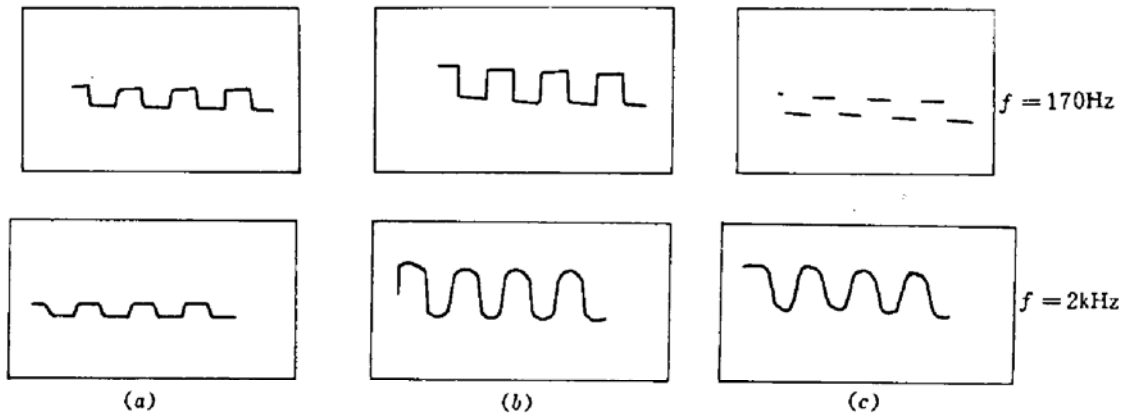 f = 170Hz
f = 2kHz
(a)
(b)
(c)